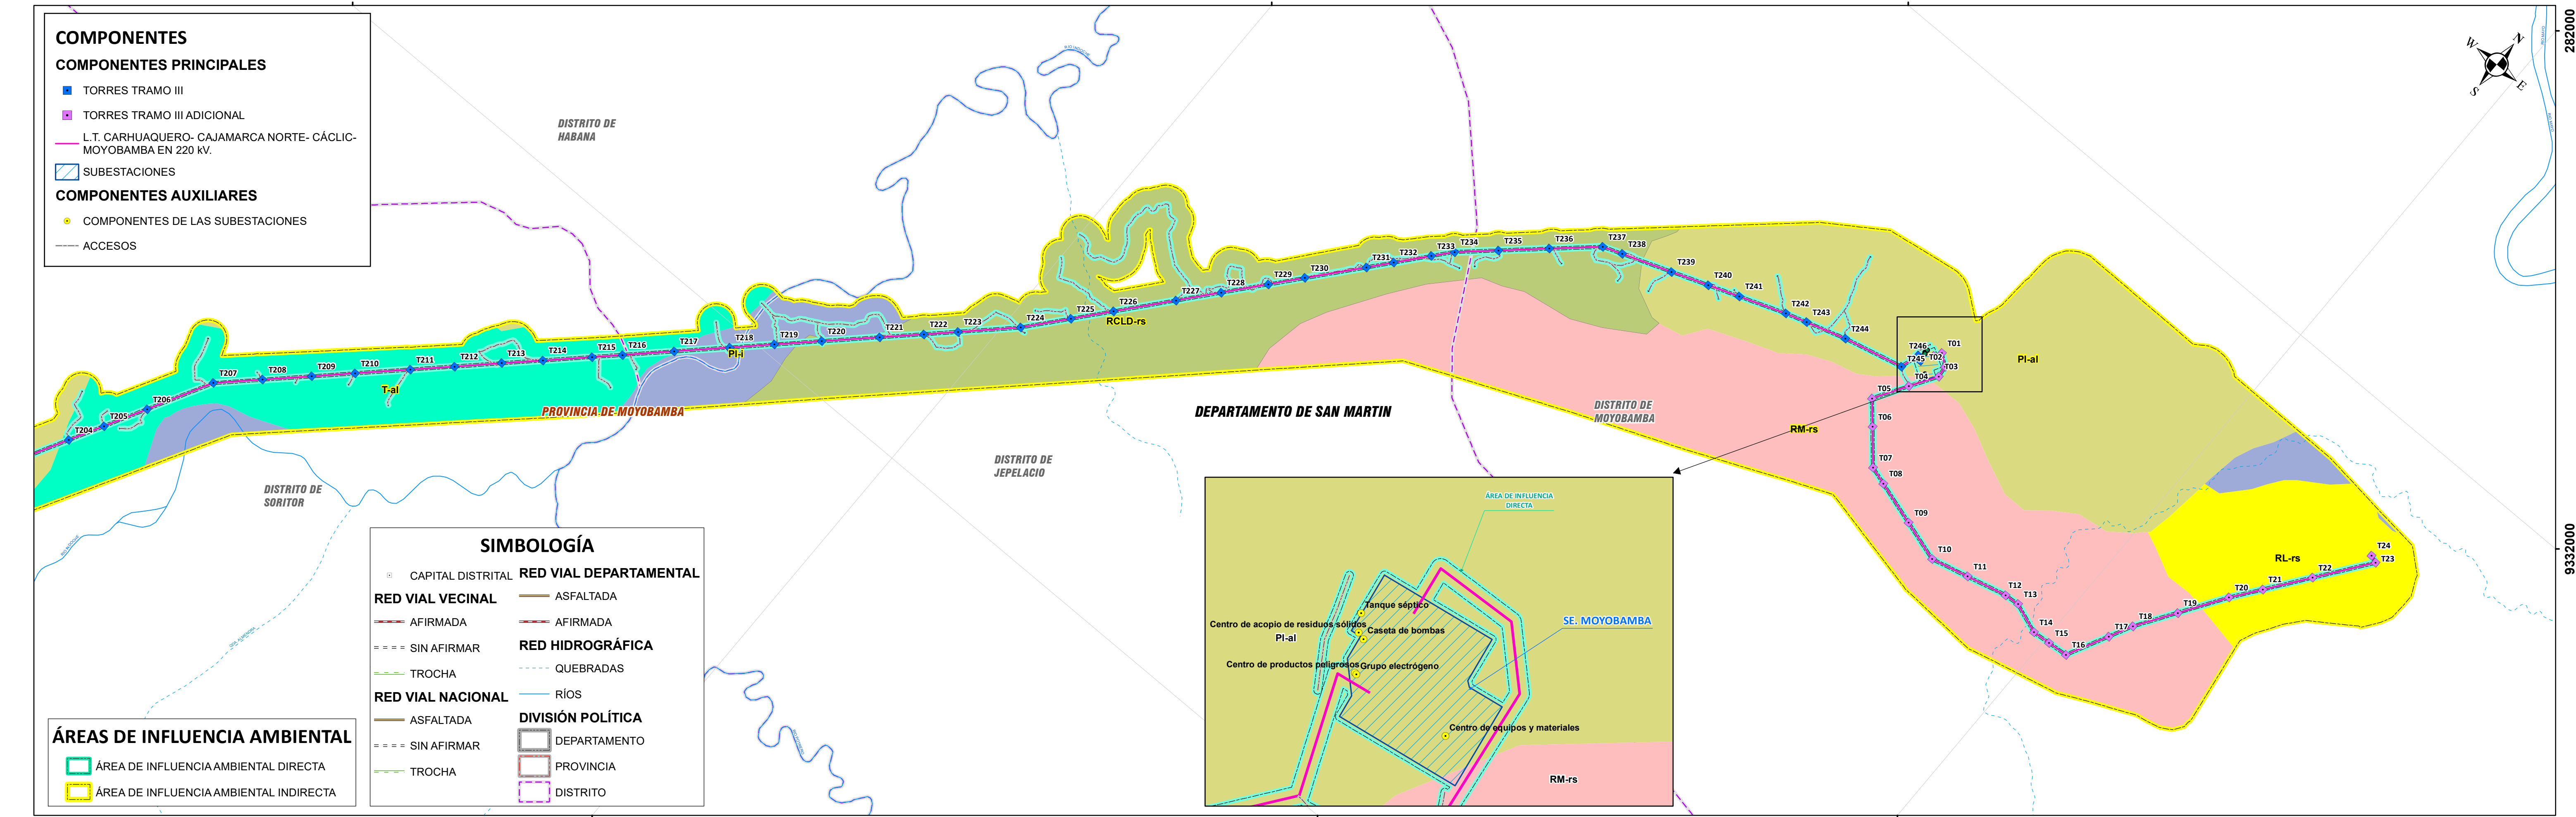 COMPONENTES
COMPONENTES PRINCIPALES
TORRES TRAMO III
TORRES TRAMO III ADICIONAL
L.T. CARHUAQUERO- CAJAMARCA NORTE- CÁCLIC-
MOYOBAMBA EN 220 kV.
SUBESTACIONES
COMPONENTES AUXILIARES
COMPONENTES DE LAS SUBESTACIONES
ACCESOS
DISTRITO DE
HABANA
RIO INDOCHE
N
W
E
S
282000
9332000
T204
T205
T206
T207
T208
T209
T210
T211
T212
T213
T214
T215
T216
T217
T218
T219
T220
T221
T222
T223
T224
T225
T226
T227
T228
T229
T230
T231
T232
T233
T234
T235
T236
T237
T238
T239
T240
T241
T242
T243
T244
T245
T246
T01
T02
T03
T04
T05
T06
T07
T08
T09
T10
T11
T12
T13
T14
T15
T16
T17
T18
T19
T20
T21
T22
T23
T24
T-al
PI-i
RCLD-rs
PI-al
RM-rs
RL-rs
PROVINCIA DE MOYOBAMBA
DEPARTAMENTO DE SAN MARTIN
DISTRITO DE
MOYOBAMBA
DISTRITO DE
JEPELACIO
DISTRITO DE
SORITOR
ÁREA DE INFLUENCIA
DIRECTA
Tanque séptico
Centro de acopio de residuos sólidos
Caseta de bombas
PI-al
Centro de productos peligrosos
Grupo electrógeno
SE. MOYOBAMBA
Centro de equipos y materiales
RM-rs
SIMBOLOGÍA
CAPITAL DISTRITAL
RED VIAL VECINAL
AFIRMADA
SIN AFIRMAR
TROCHA
RED VIAL NACIONAL
ASFALTADA
SIN AFIRMAR
TROCHA
RED VIAL DEPARTAMENTAL
ASFALTADA
AFIRMADA
RED HIDROGRÁFICA
QUEBRADAS
RÍOS
DIVISIÓN POLÍTICA
DEPARTAMENTO
PROVINCIA
DISTRITO
ÁREAS DE INFLUENCIA AMBIENTAL
ÁREA DE INFLUENCIA AMBIENTAL DIRECTA
ÁREA DE INFLUENCIA AMBIENTAL INDIRECTA